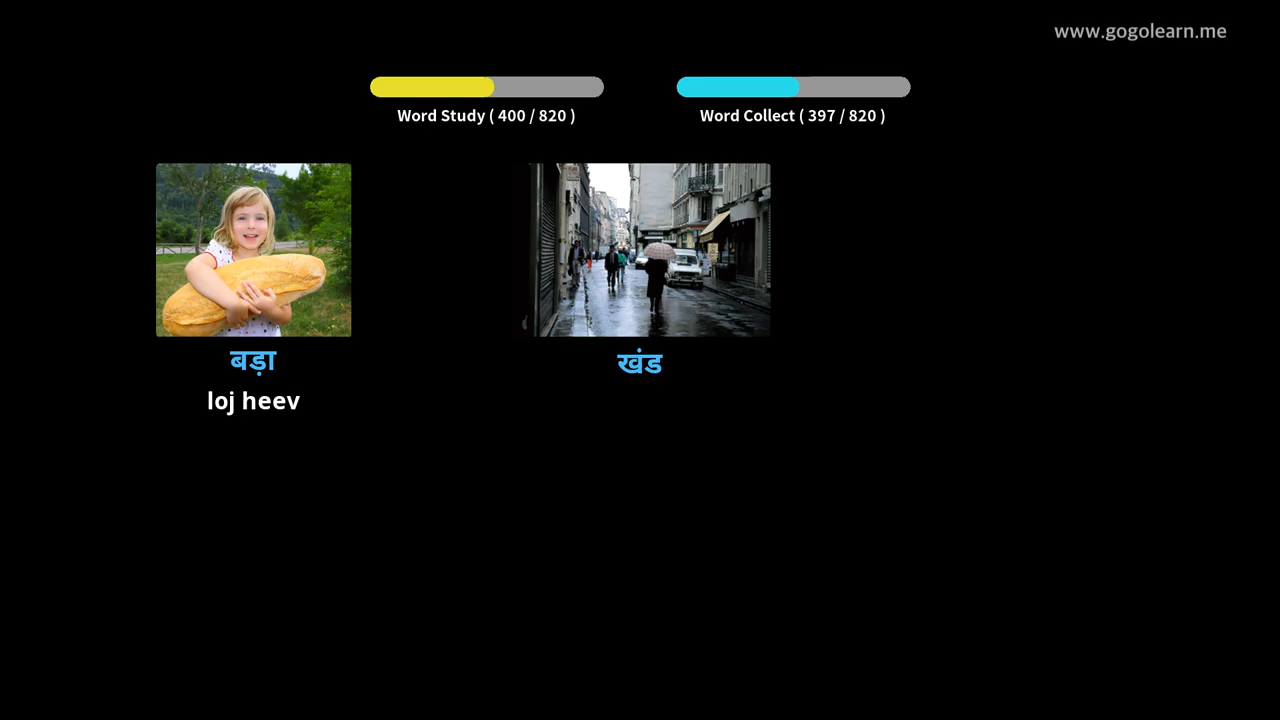 www.gogolearn.me
Word Study ( 400 / 820 )
Word Collect ( 397 / 820 )
बड़ा
खंड
loj heev